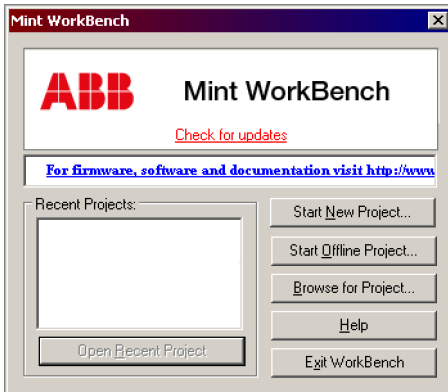 Mint WorkBench
ABB Mint WorkBench
Check for updates
For firmware, software and documentation visit http://www
Recent Projects:
Start New Project...
Start Offline Project...
Browse for Project...
Help
Open Recent Project
Exit WorkBench